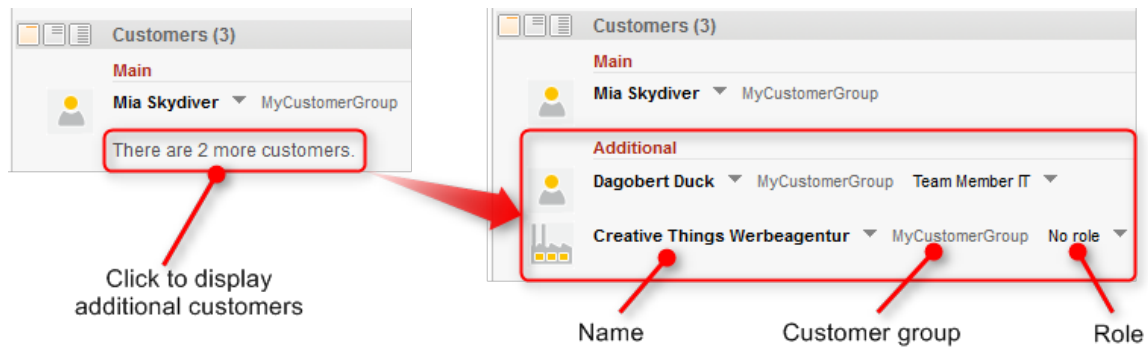 Customers (3)
Main
Mia Skydiver MyCustomerGroup
There are 2 more customers.
Click to display
additional customers
Customers (3)
Main
Mia Skydiver MyCustomerGroup
Additional
Dagobert Duck MyCustomerGroup Team Member IT
Creative Things Werbeagentur MyCustomerGroup No role
Name Customer group Role